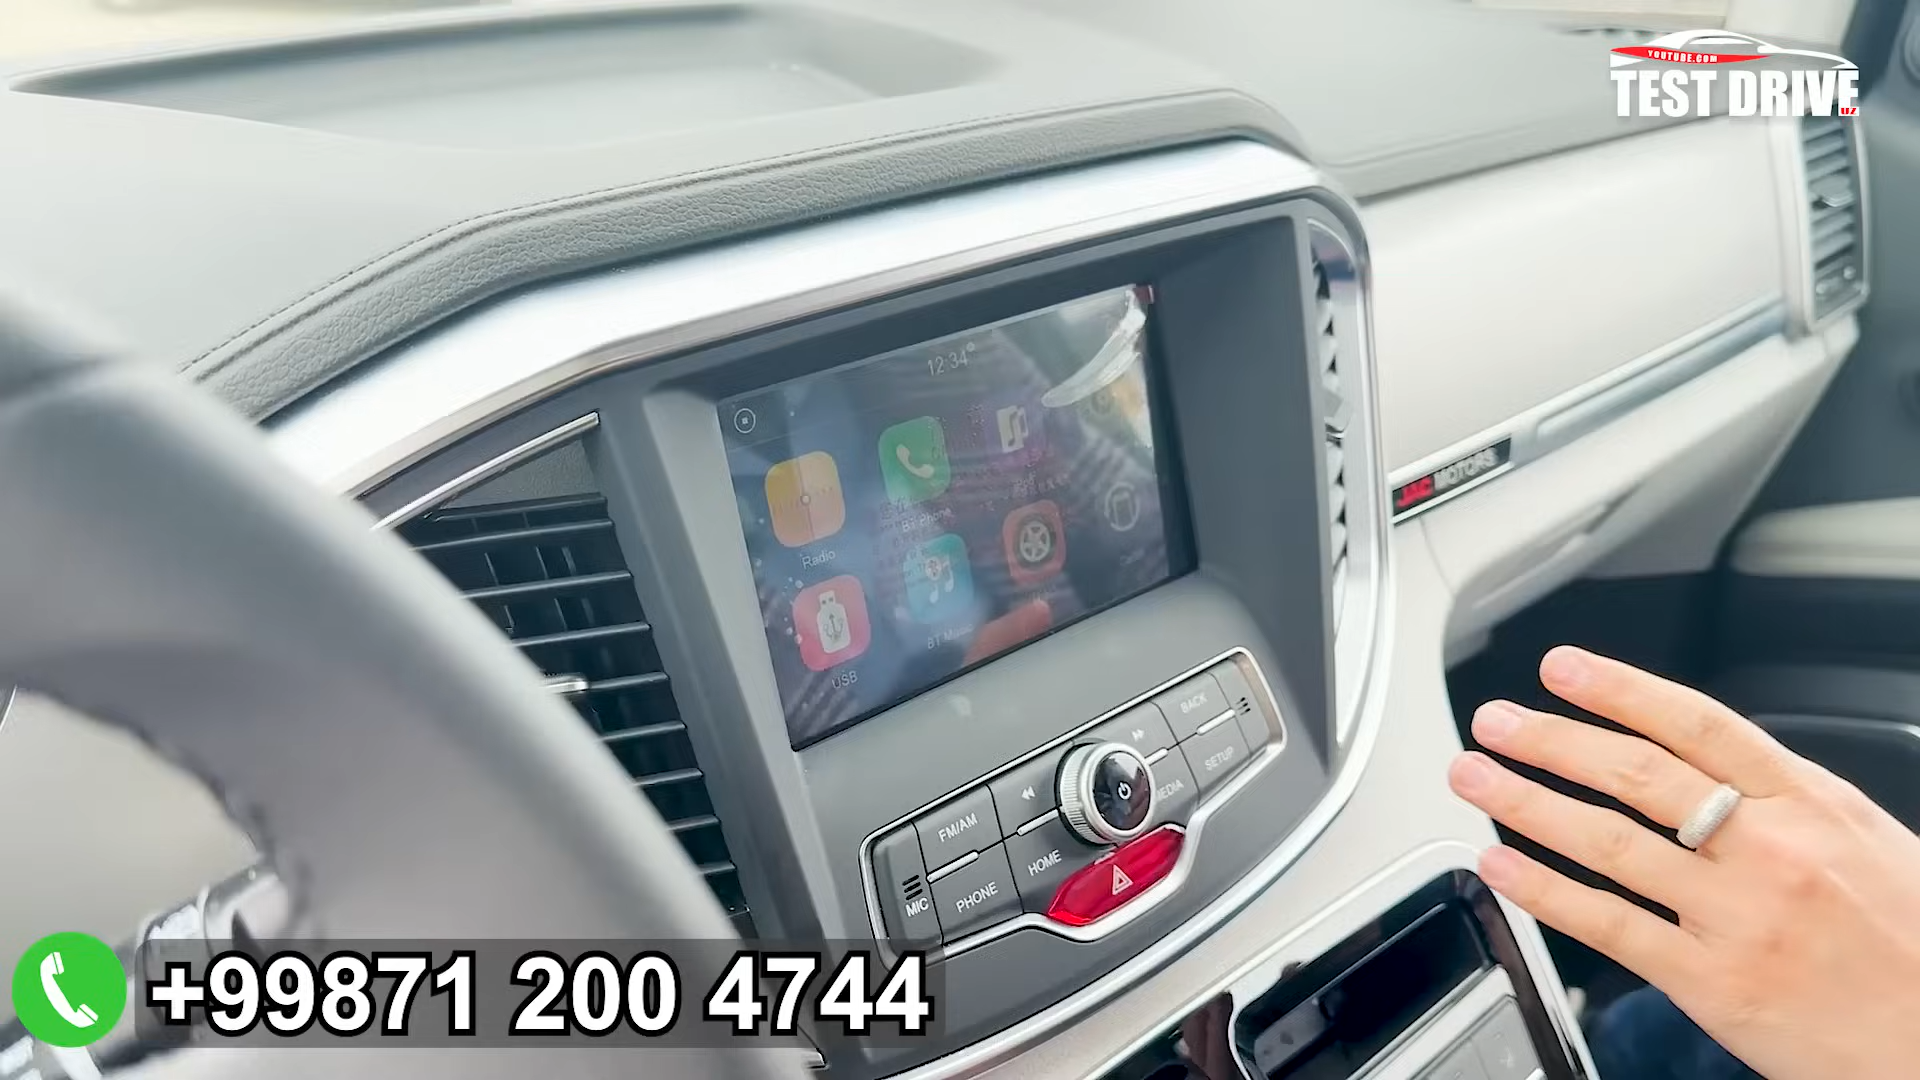 YOUTUBE.COM
TEST DRIVE
UZ
12:34
Radio
BT Phone
USB
BT Music
JAC MOTORS
BACK
SETUP
MEDIA
FM/AM
HOME
MIC
PHONE
+99871 200 4744